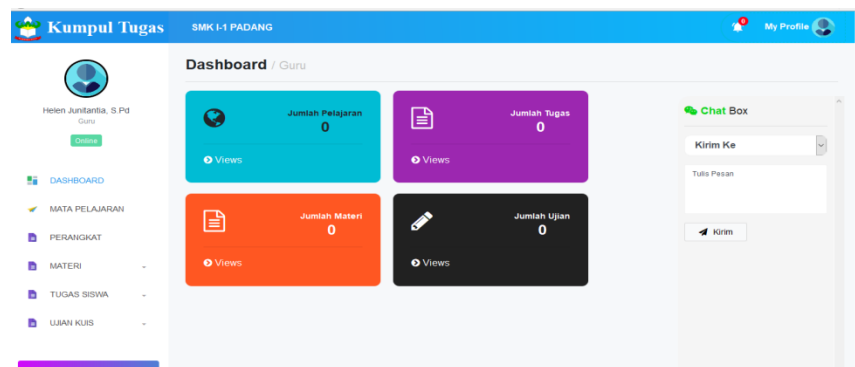 Kumpul Tugas
SMK I-1 PADANG
0
My Profile
Helen Junitantia, S.Pd
Guru
Online
DASHBOARD
MATA PELAJARAN
PERANGKAT
MATERI
TUGAS SISWA
UJIAN KUIS
Dashboard / Guru
Jumlah Pelajaran
0
Views
Jumlah Tugas
0
Views
Jumlah Materi
0
Views
Jumlah Ujian
0
Views
Chat Box
Kirim Ke
Tulis Pesan
Kirim